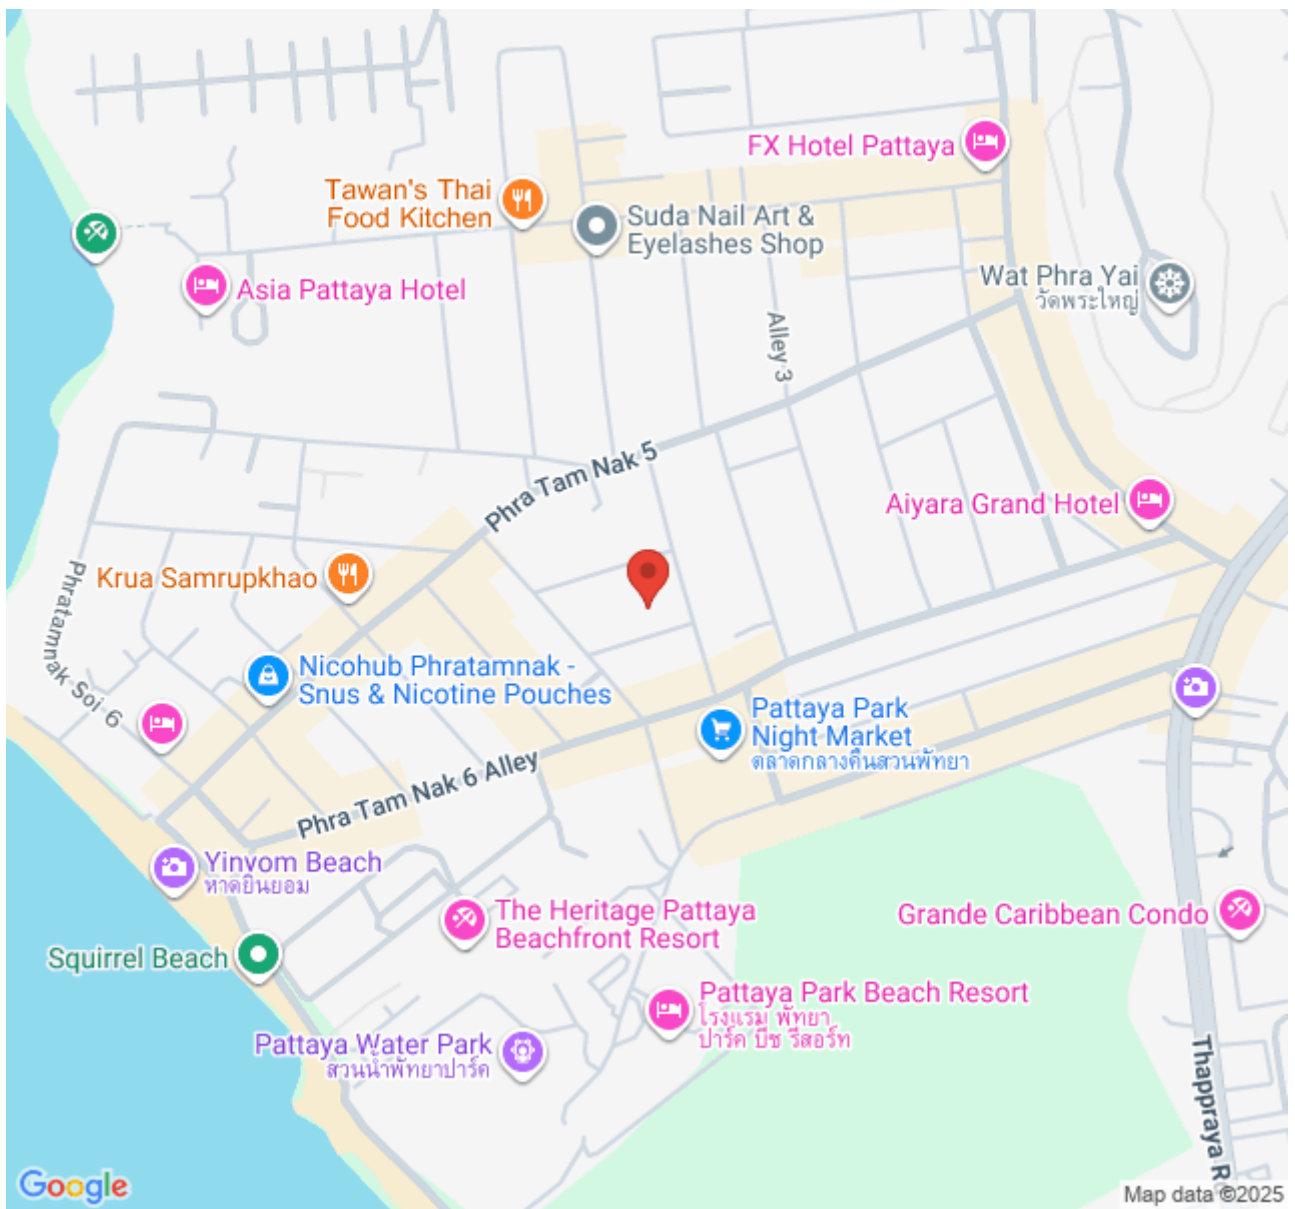 FX Hotel Pattaya
Tawan's Thai
Food Kitchen
Suda Nail Art &
Eyelashes Shop
Wat Phra Yai
วัดพระใหญ่
Asia Pattaya Hotel
Alley 3
Phra Tam Nak 5
Aiyara Grand Hotel
Krua Samrupkhao
Phratamnak Soi 6
Nicohub Phratamnak -
Snus & Nicotine Pouches
Pattaya Park
Night Market
ตลาดกลางคืนสวนพัทยา
Phra Tam Nak 6 Alley
Yinyom Beach
หาดยินยอม
The Heritage Pattaya
Beachfront Resort
Grande Caribbean Condo
Squirrel Beach
Pattaya Park Beach Resort
โรงแรม พัทยา
ปาร์ค บีช รีสอร์ท
Pattaya Water Park
สวนน้ำพัทยาปาร์ค
Thappraya R
Google
Map data ©2025